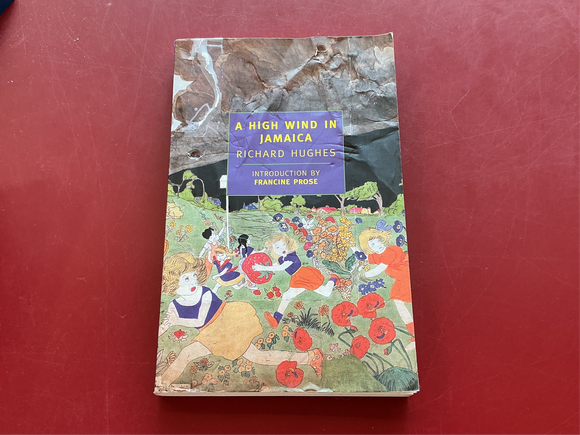 A HIGH WIND IN
JAMAICA
RICHARD HUGHES
INTRODUCTION BY
FRANCINE PROSE